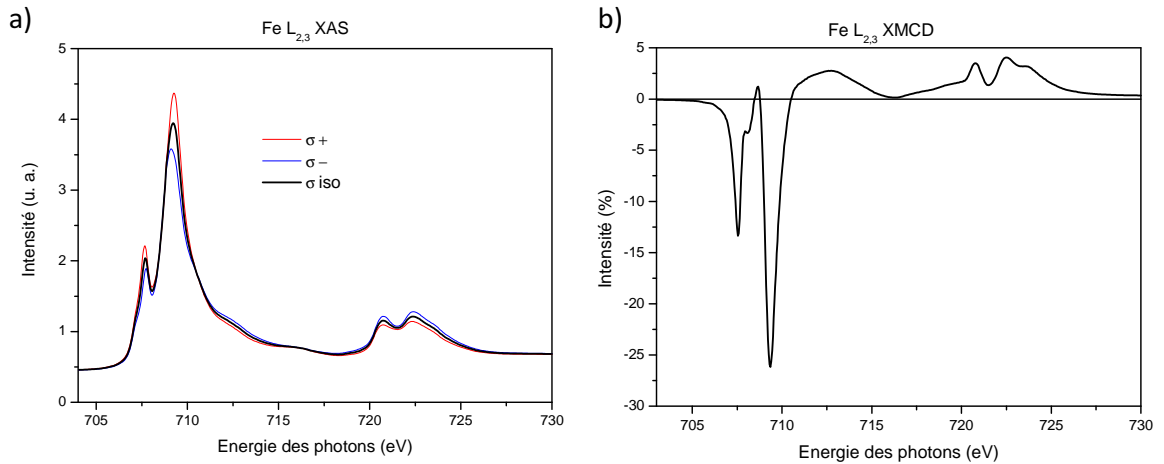 a)
Fe L2,3 XAS
Intensité (u. a.)
5
4
3
2
1
0
σ +
σ −
σ iso
705 710 715 720 725 730
Energie des photons (eV)
b)
Fe L2,3 XMCD
Intensité (%)
5
0
-5
-10
-15
-20
-25
-30
705 710 715 720 725 730
Energie des photons (eV)